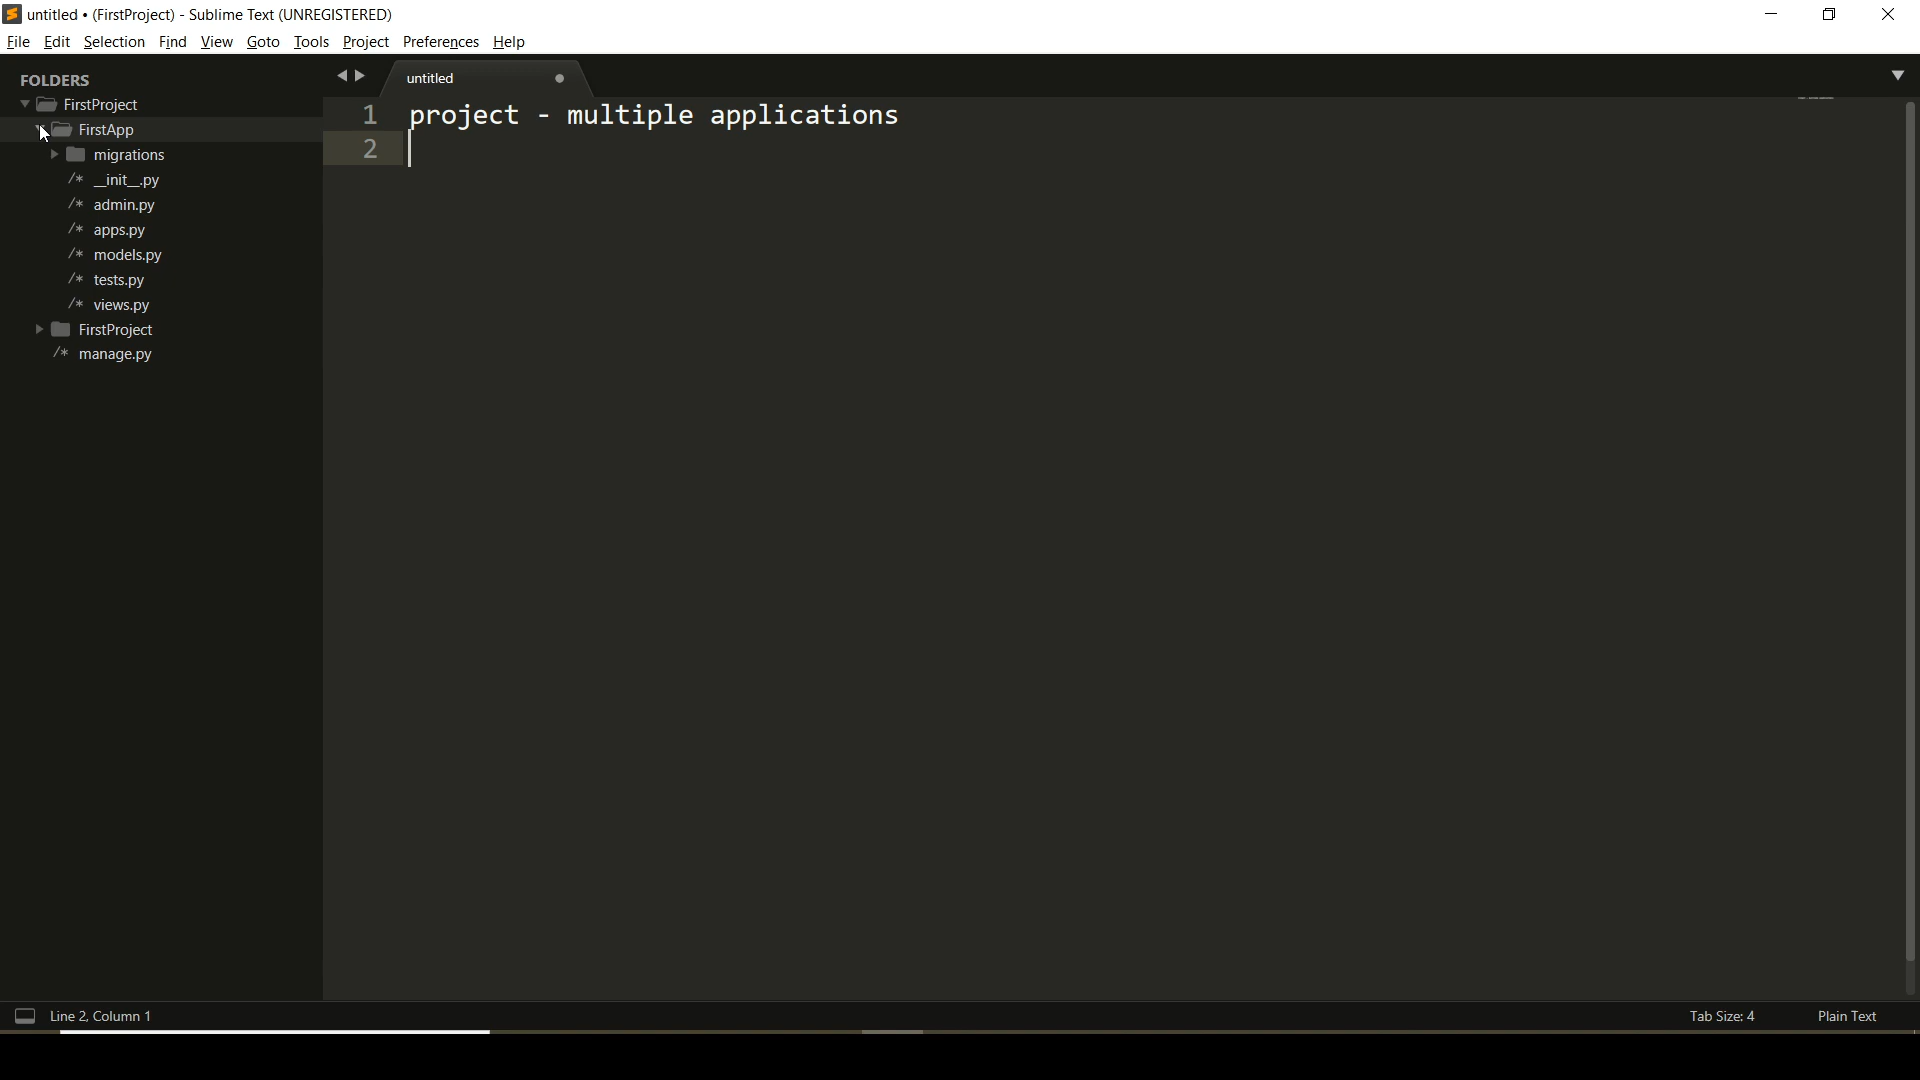 untitled • (FirstProject) - Sublime Text (UNREGISTERED)
File Edit Selection Find View Goto Tools Project Preferences Help
FOLDERS
FirstProject
FirstApp
migrations
/* __init__.py
/* admin.py
/* apps.py
/* models.py
/* tests.py
/* views.py
FirstProject
/* manage.py
untitled
1 project - multiple applications
2
Line 2, Column 1
Tab Size: 4
Plain Text